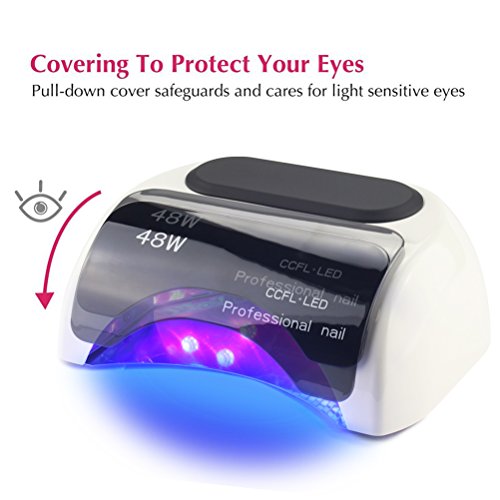 Covering To Protect Your Eyes
Pull-down cover safeguards and cares for light sensitive eyes
48W
48W
CCFL·LED
Professional nail
CCFL·LED
Professional nail